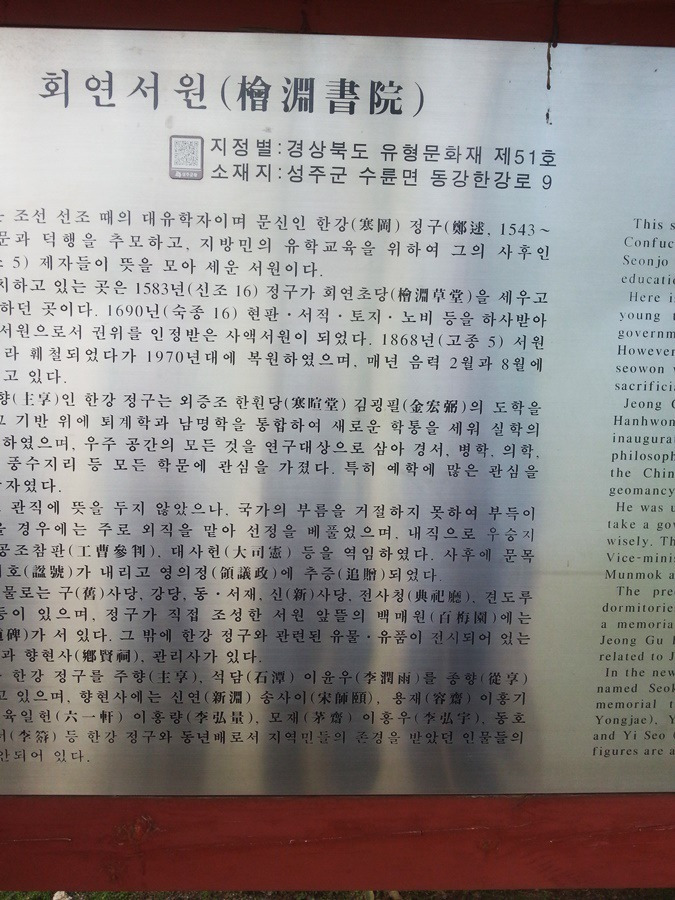 회연서원(檜淵書院)
지정별:경상북도 유형문화재 제51호
소재지:성주군 수륜면 동강한강로 9
은 조선 선조 때의 대유학자이며 문신인 한강(寒岡) 정구(鄭逑, 1543~
문과 덕행을 추모하고, 지방민의 유학교육을 위하여 그의 사후인
조 5) 제자들이 뜻을 모아 세운 서원이다.
치하고 있는 곳은 1583년(신조 16) 정구가 회연초당(檜淵草堂)을 세우고
하던 곳이다. 1690년(숙종 16) 현판·서적·토지·노비 등을 하사받아
서원으로서 권위를 인정받은 사액서원이 되었다. 1868년(고종 5) 서원
라 훼철되었다가 1970년대에 복원하였으며, 매년 음력 2월과 8월에
고 있다.
향(主享)인 한강 정구는 외증조 한훤당(寒暄堂) 김굉필(金宏弼)의 도학을
그 기반 위에 퇴계학과 남명학을 통합하여 새로운 학통을 세워 실학의
하였으며, 우주 공간의 모든 것을 연구대상으로 삼아 경서, 병학, 의학,
풍수지리 등 모든 학문에 관심을 가졌다. 특히 예학에 많은 관심을
자였다.
관직에 뜻을 두지 않았으나, 국가의 부름을 거절하지 못하여 부득이
을 경우에는 주로 외직을 맡아 선정을 베풀었으며, 내직으로 우승지
공조참판(工曹參判), 대사헌(大司憲) 등을 역임하였다. 사후에 문목
시호(諡號)가 내리고 영의정(領議政)에 추증(追贈)되었다.
물로는 구(舊)사당, 강당, 동·서재, 신(新)사당, 전사청(典祀廳), 견도루
등이 있으며, 정구가 직접 조성한 서원 앞뜰의 백매원(百梅園)에는
碑)가 서 있다. 그 밖에 한강 정구와 관련된 유물·유품이 전시되어 있는
과 향현사(鄕賢祠), 관리사가 있다.
한강 정구를 주향(主享), 석담(石潭) 이윤우(李潤雨)를 종향(從享)
고 있으며, 향현사에는 신연(新淵) 송사이(宋師頤), 용재(容齋) 이홍기
육일헌(六一軒) 이홍량(李弘量), 모재(茅齋) 이홍우(李弘宇), 동호
서(李㵧) 등 한강 정구와 동년배로서 지역민들의 존경을 받았던 인물들의
안되어 있다.
This s
Confuc
Seonjo
educatio
Here i
young t
governm
However
seowon v
sacrificia
Jeong G
Hanhwon
inaugura
philosoph
the Chin
geomancy
He was u
take a gov
wisely. Th
Vice-minis
Munmok a
The prec
dormitorie
a memoria
Jeong Gu l
related to J
In the new
named Seok
memorial t
Yongjae), Y
and Yi Seo (
figures are a